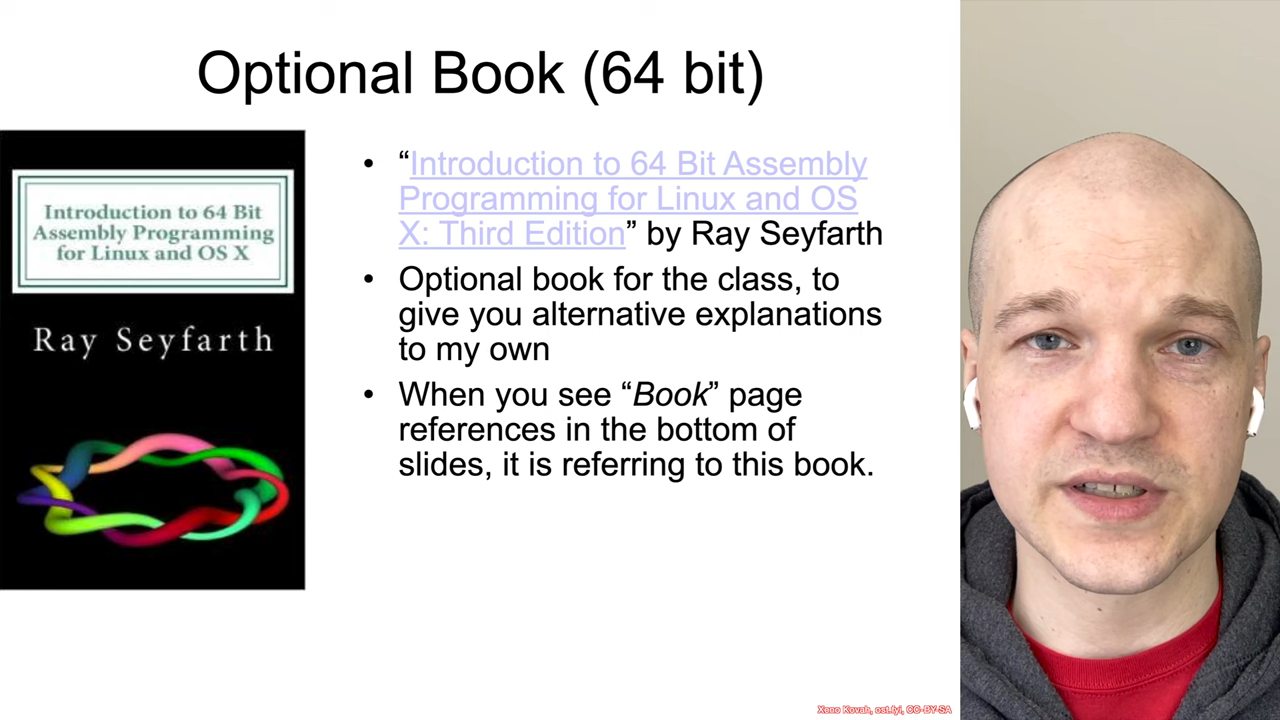 Optional Book (64 bit)
Introduction to 64 Bit
Assembly Programming
for Linux and OS X
Ray Seyfarth
• “Introduction to 64 Bit Assembly
Programming for Linux and OS
X: Third Edition” by Ray Seyfarth
• Optional book for the class, to
give you alternative explanations
to my own
• When you see “Book” page
references in the bottom of
slides, it is referring to this book.
Xeno Kovah, ost.fyi, CC-BY-SA